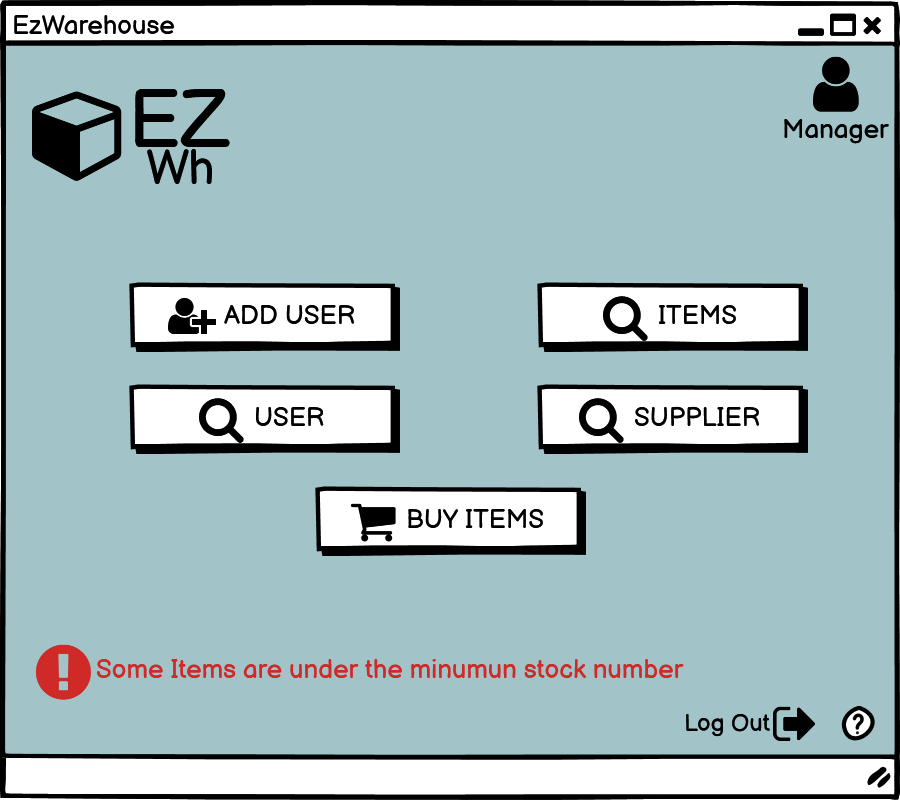 EzWarehouse
Manager
EZ
Wh
ADD USER
ITEMS
USER
SUPPLIER
BUY ITEMS
Some Items are under the minumun stock number
Log Out
?